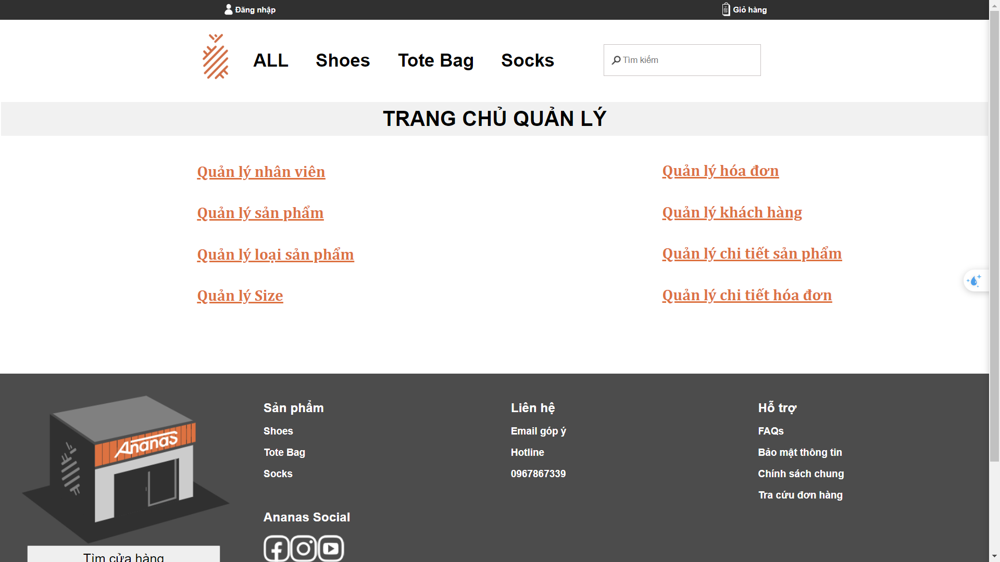 Đăng nhập
Giỏ hàng
ALL Shoes Tote Bag Socks Tìm kiếm
TRANG CHỦ QUẢN LÝ
Quản lý nhân viên
Quản lý hóa đơn
Quản lý sản phẩm
Quản lý khách hàng
Quản lý loại sản phẩm
Quản lý chi tiết sản phẩm
Quản lý Size
Quản lý chi tiết hóa đơn
Ananas
Tìm cửa hàng
Sản phẩm
Shoes
Tote Bag
Socks
Ananas Social
Liên hệ
Email góp ý
Hotline
0967867339
Hỗ trợ
FAQs
Bảo mật thông tin
Chính sách chung
Tra cứu đơn hàng